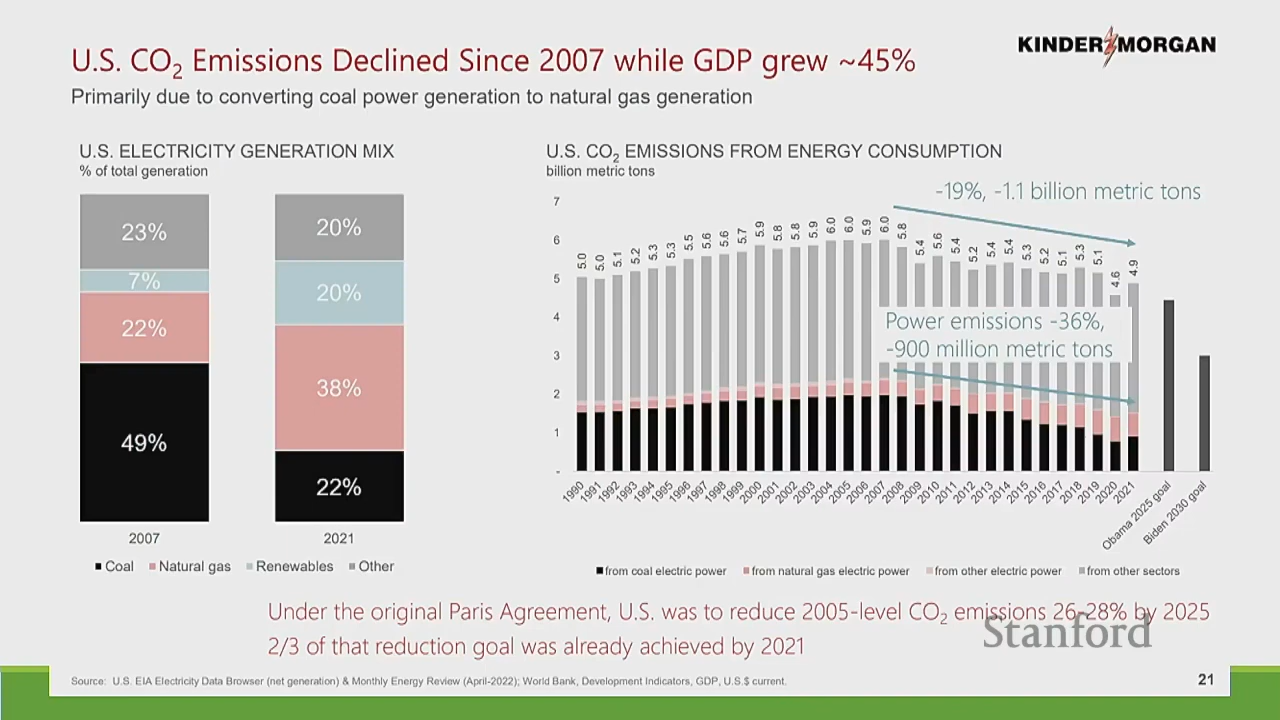 U.S. CO₂ Emissions Declined Since 2007 while GDP grew ~45%
KINDER MORGAN
Primarily due to converting coal power generation to natural gas generation
U.S. ELECTRICITY GENERATION MIX
% of total generation
23%
7%
22%
49%
2007
20%
20%
38%
22%
2021
Coal Natural gas Renewables Other
U.S. CO₂ EMISSIONS FROM ENERGY CONSUMPTION
billion metric tons
-19%, -1.1 billion metric tons
7
6
5
4
3
2
1
-
5.0 5.0 5.1 5.2 5.3 5.3 5.5 5.6 5.6 5.7 5.9 5.8 5.8 5.9 6.0 6.0 5.9 6.0 5.8 5.4 5.6 5.4 5.2 5.4 5.4 5.3 5.2 5.1 5.3 5.1 4.6 4.9
Power emissions -36%,
-900 million metric tons
1990 1991 1992 1993 1994 1995 1996 1997 1998 1999 2000 2001 2002 2003 2004 2005 2006 2007 2008 2009 2010 2011 2012 2013 2014 2015 2016 2017 2018 2019 2020 2021 Obama 2025 goal Biden 2030 goal
from coal electric power from natural gas electric power from other electric power from other sectors
Under the original Paris Agreement, U.S. was to reduce 2005-level CO₂ emissions 26-28% by 2025
2/3 of that reduction goal was already achieved by 2021
Stanford
Source: U.S. EIA Electricity Data Browser (net generation) & Monthly Energy Review (April-2022); World Bank, Development Indicators, GDP, U.S.$ current.
21